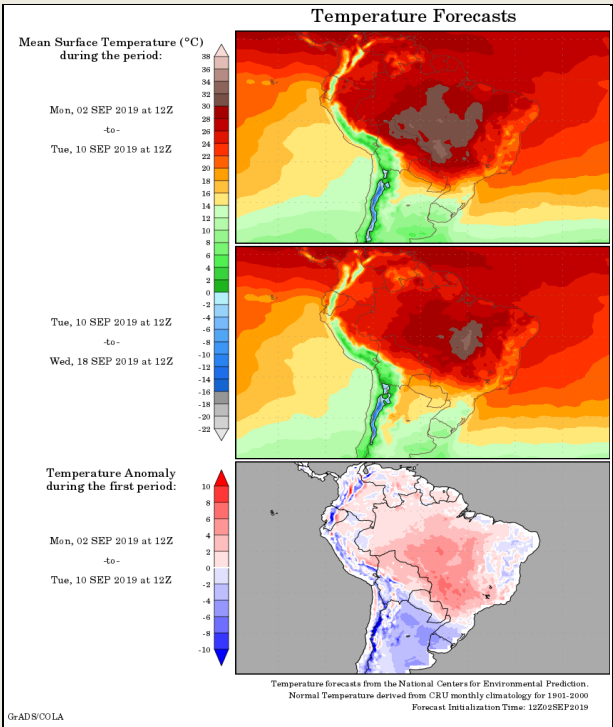 Temperature Forecasts
Mean Surface Temperature (°C)
during the period:
Mon, 02 SEP 2019 at 12Z
-to-
Tue, 10 SEP 2019 at 12Z
38
36
34
32
30
28
26
24
22
20
18
16
14
12
10
8
6
4
2
0
-2
-4
-6
-8
-10
-12
-14
-16
-18
-20
-22
Tue, 10 SEP 2019 at 12Z
-to-
Wed, 18 SEP 2019 at 12Z
Temperature Anomaly
during the first period:
Mon, 02 SEP 2019 at 12Z
-to-
Tue, 10 SEP 2019 at 12Z
10
8
6
4
2
0
-2
-4
-6
-8
-10
Temperature forecasts from the National Centers for Environmental Prediction.
Normal Temperature derived from CRU monthly climatology for 1901-2000
Forecast Initialization Time: 12Z02SEP2019
GrADS/COLA